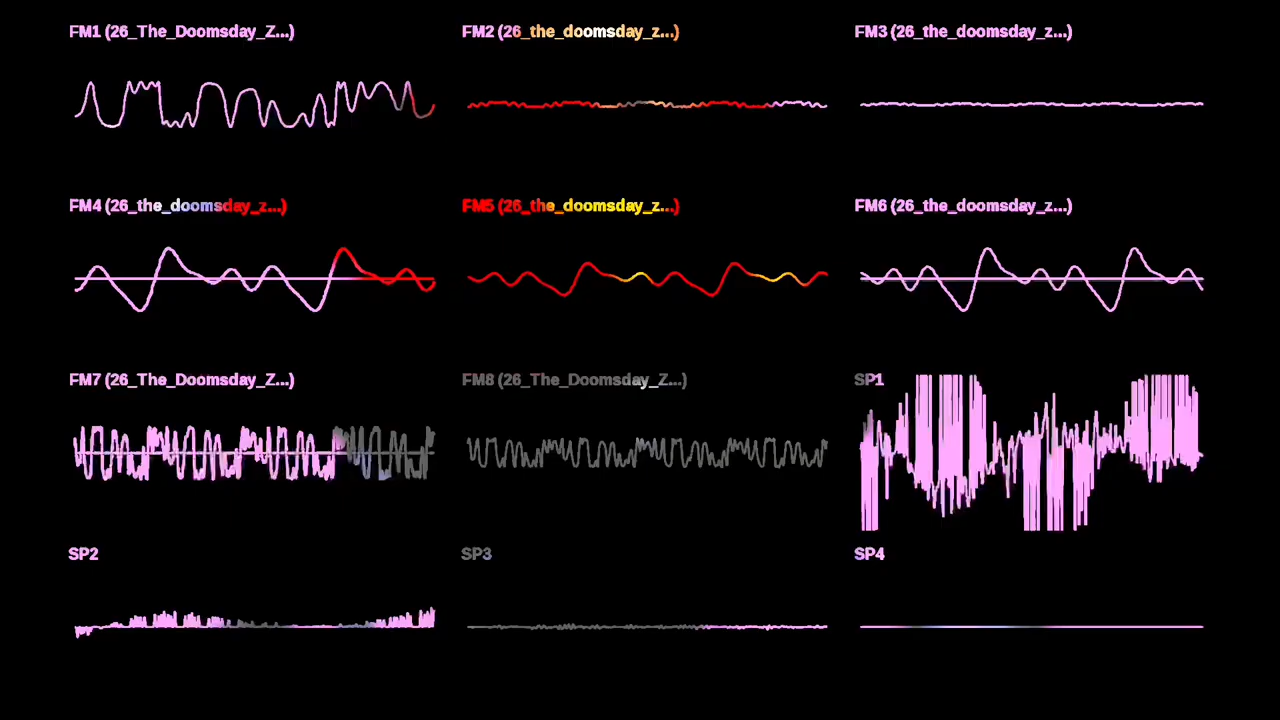 FM1 (26_The_Doomsday_Z...)
FM2 (26_the_doomsday_z...)
FM3 (26_the_doomsday_z...)
FM4 (26_the_doomsday_z...)
FM5 (26_the_doomsday_z...)
FM6 (26_the_doomsday_z...)
FM7 (26_The_Doomsday_Z...)
FM8 (26_The_Doomsday_Z...)
SP1
SP2
SP3
SP4